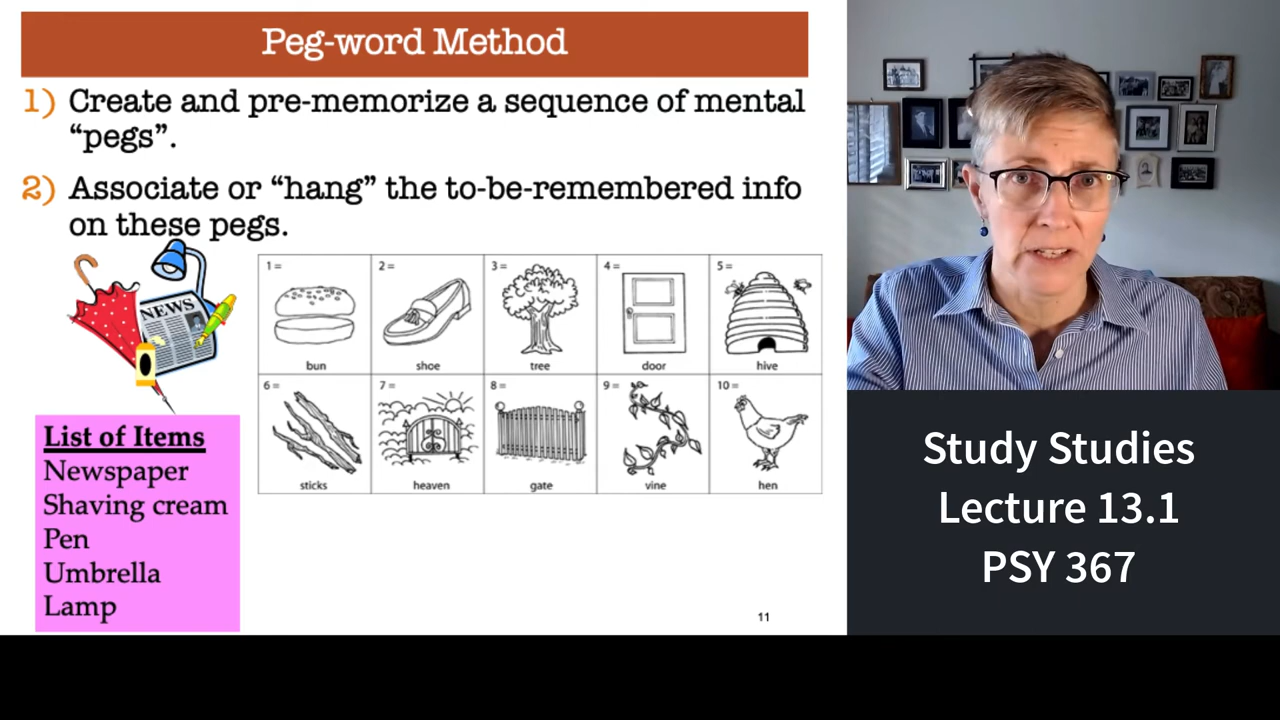 Peg-word Method
1) Create and pre-memorize a sequence of mental
“pegs”.
2) Associate or “hang” the to-be-remembered info
on these pegs.
NEWS
1 =
bun
2 =
shoe
3 =
tree
4 =
door
5 =
hive
6 =
sticks
7 =
heaven
8 =
gate
9 =
vine
10 =
hen
List of Items
Newspaper
Shaving cream
Pen
Umbrella
Lamp
11
Study Studies
Lecture 13.1
PSY 367